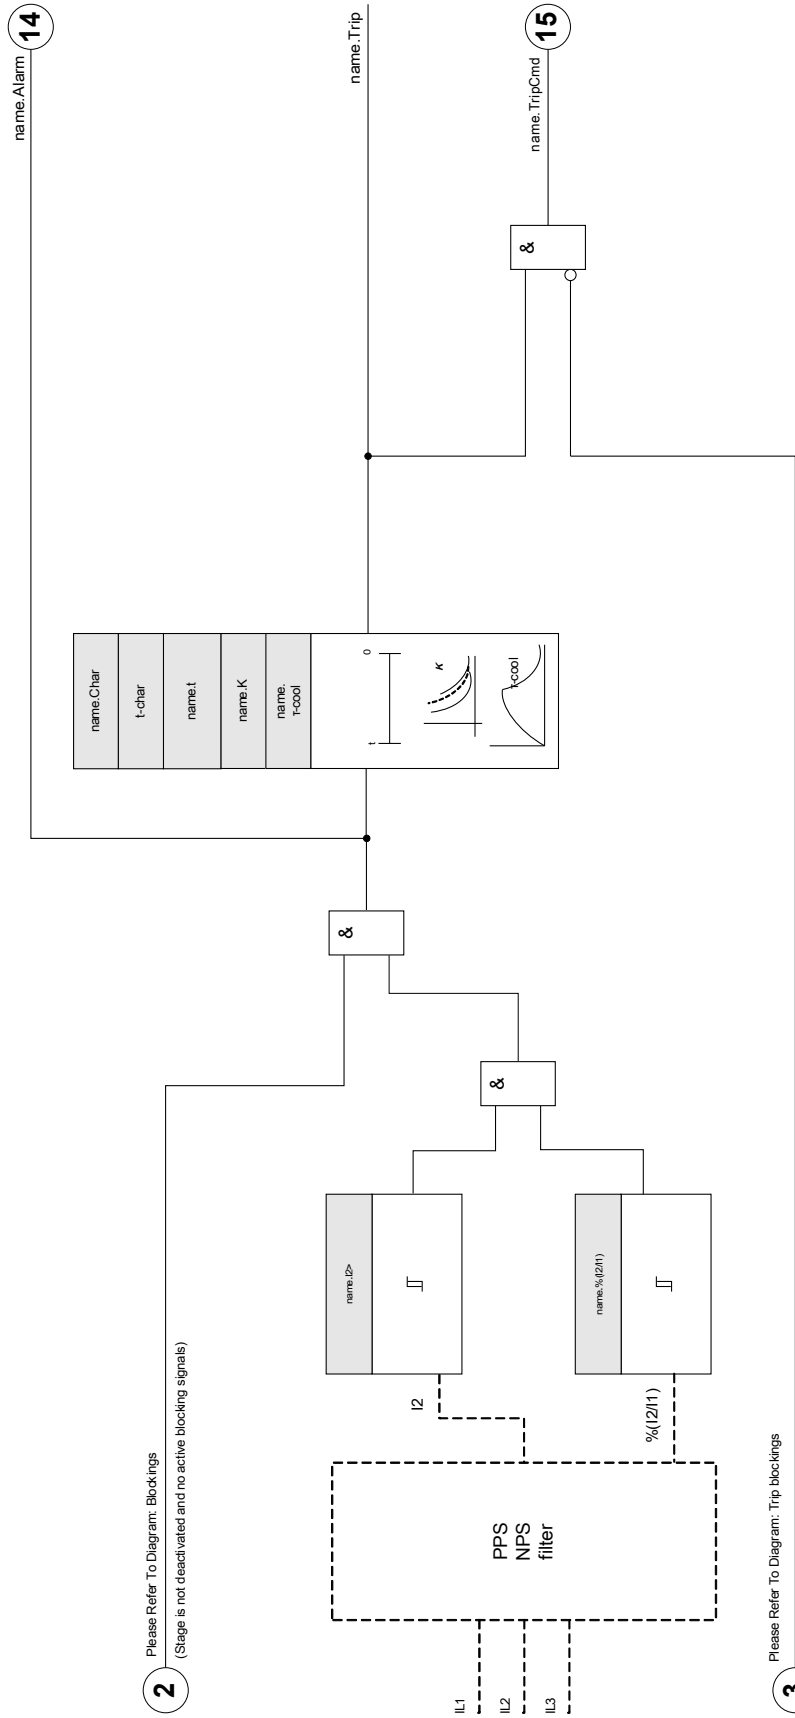 2
Please Refer To Diagram: Blockings
(Stage is not deactivated and no active blocking signals)
IL1
IL2
IL3
PPS
NPS
filter
I2
%(I2/I1)
name.I2>
name.%(I2/I1)
&
&
name.Char
t-char
name.t
name.K
name.
τ-cool
t
0
K
τ-cool
name.Alarm
14
name.Trip
&
name.TripCmd
15
3
Please Refer To Diagram: Trip blockings